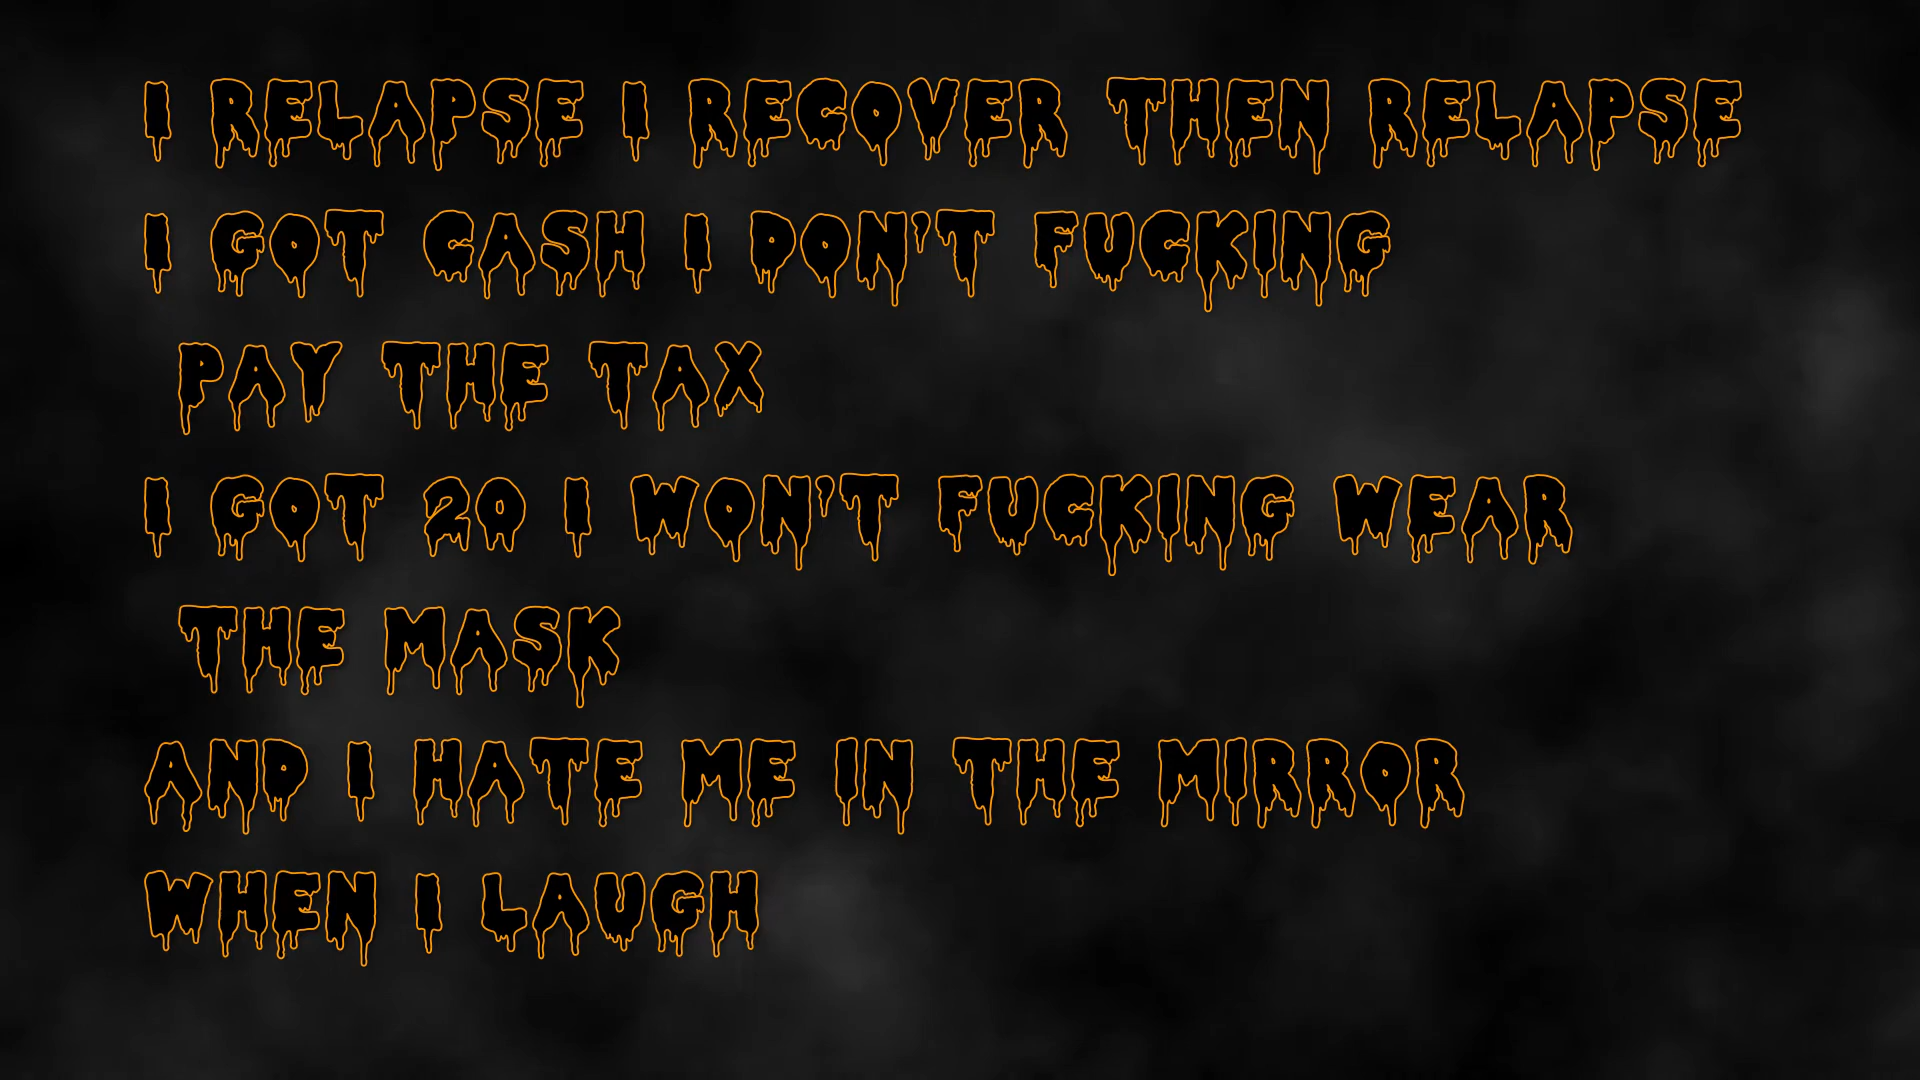 I RELAPSE I RECOVER THEN RELAPSE
I GOT CASH I DON'T FUCKING
PAY THE TAX
I GOT 20 I WON'T FUCKING WEAR
THE MASK
AND I HATE ME IN THE MIRROR
WHEN I LAUGH